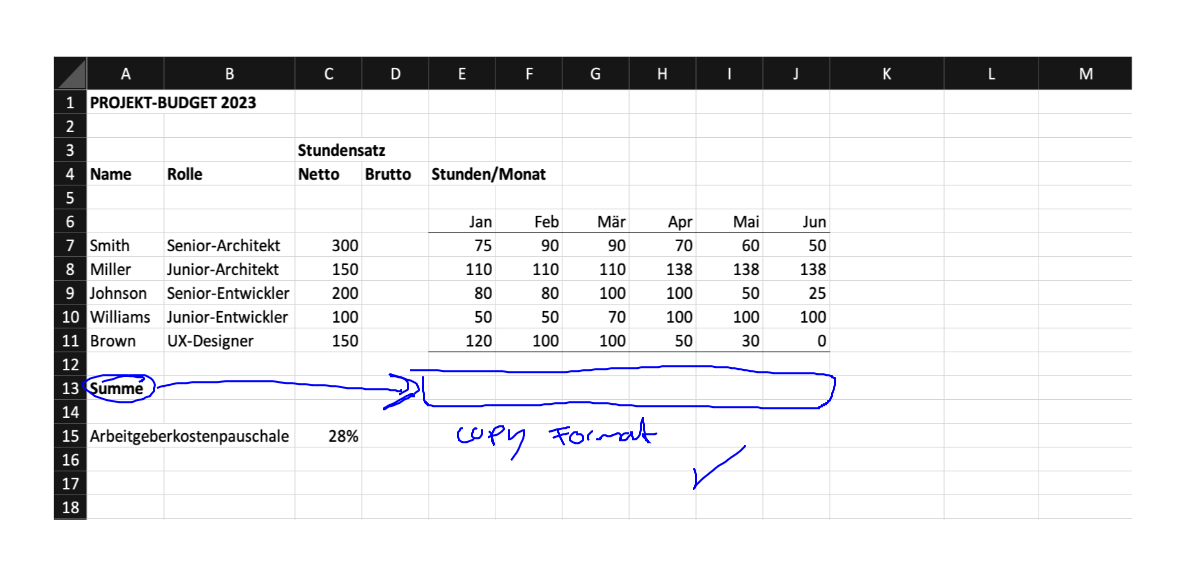 A B C D E F G H I J K L M
1 PROJEKT-BUDGET 2023
2
3 Stundensatz
4 Name Rolle Netto Brutto Stunden/Monat
5
6 Jan Feb Mär Apr Mai Jun
7 Smith Senior-Architekt 300 75 90 90 70 60 50
8 Miller Junior-Architekt 150 110 110 110 138 138 138
9 Johnson Senior-Entwickler 200 80 80 100 100 50 25
10 Williams Junior-Entwickler 100 50 50 70 100 100 100
11 Brown UX-Designer 150 120 100 100 50 30 0
12
13 Summe
14
15 Arbeitgeberkostenpauschale 28% copy Format
16
17
18